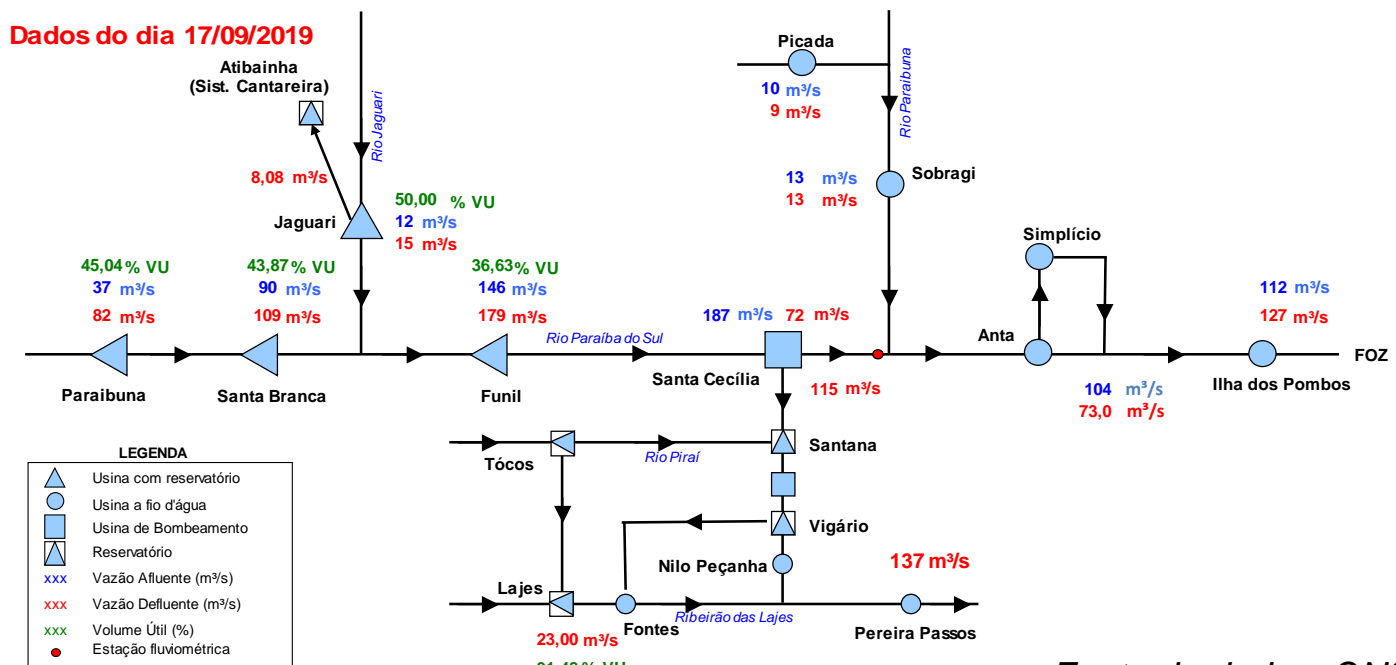 Dados do dia 17/09/2019
Atibainha
(Sist. Cantareira)
8,08 m³/s
Rio Jaguari
Jaguari
50,00 % VU
12 m³/s
15 m³/s
Picada
10 m³/s
9 m³/s
Rio Paraibuna
13 m³/s
13 m³/s
Sobragi
Simplício
45,04 % VU
37 m³/s
82 m³/s
Paraibuna
43,87 % VU
90 m³/s
109 m³/s
Santa Branca
36,63 % VU
146 m³/s
179 m³/s
Funil
Rio Paraíba do Sul
187 m³/s 72 m³/s
Santa Cecília
115 m³/s
Anta
104 m³/s
73,0 m³/s
112 m³/s
127 m³/s
Ilha dos Pombos
FOZ
Tócos
Rio Piraí
Santana
Vigário
Nilo Peçanha
137 m³/s
Lajes
Fontes
Ribeirão das Lajes
Pereira Passos
23,00 m³/s
LEGENDA
Usina com reservatório
Usina a fio d'água
Usina de Bombeamento
Reservatório
xxx Vazão Afluente (m³/s)
xxx Vazão Defluente (m³/s)
xxx Volume Útil (%)
Estação fluviométrica